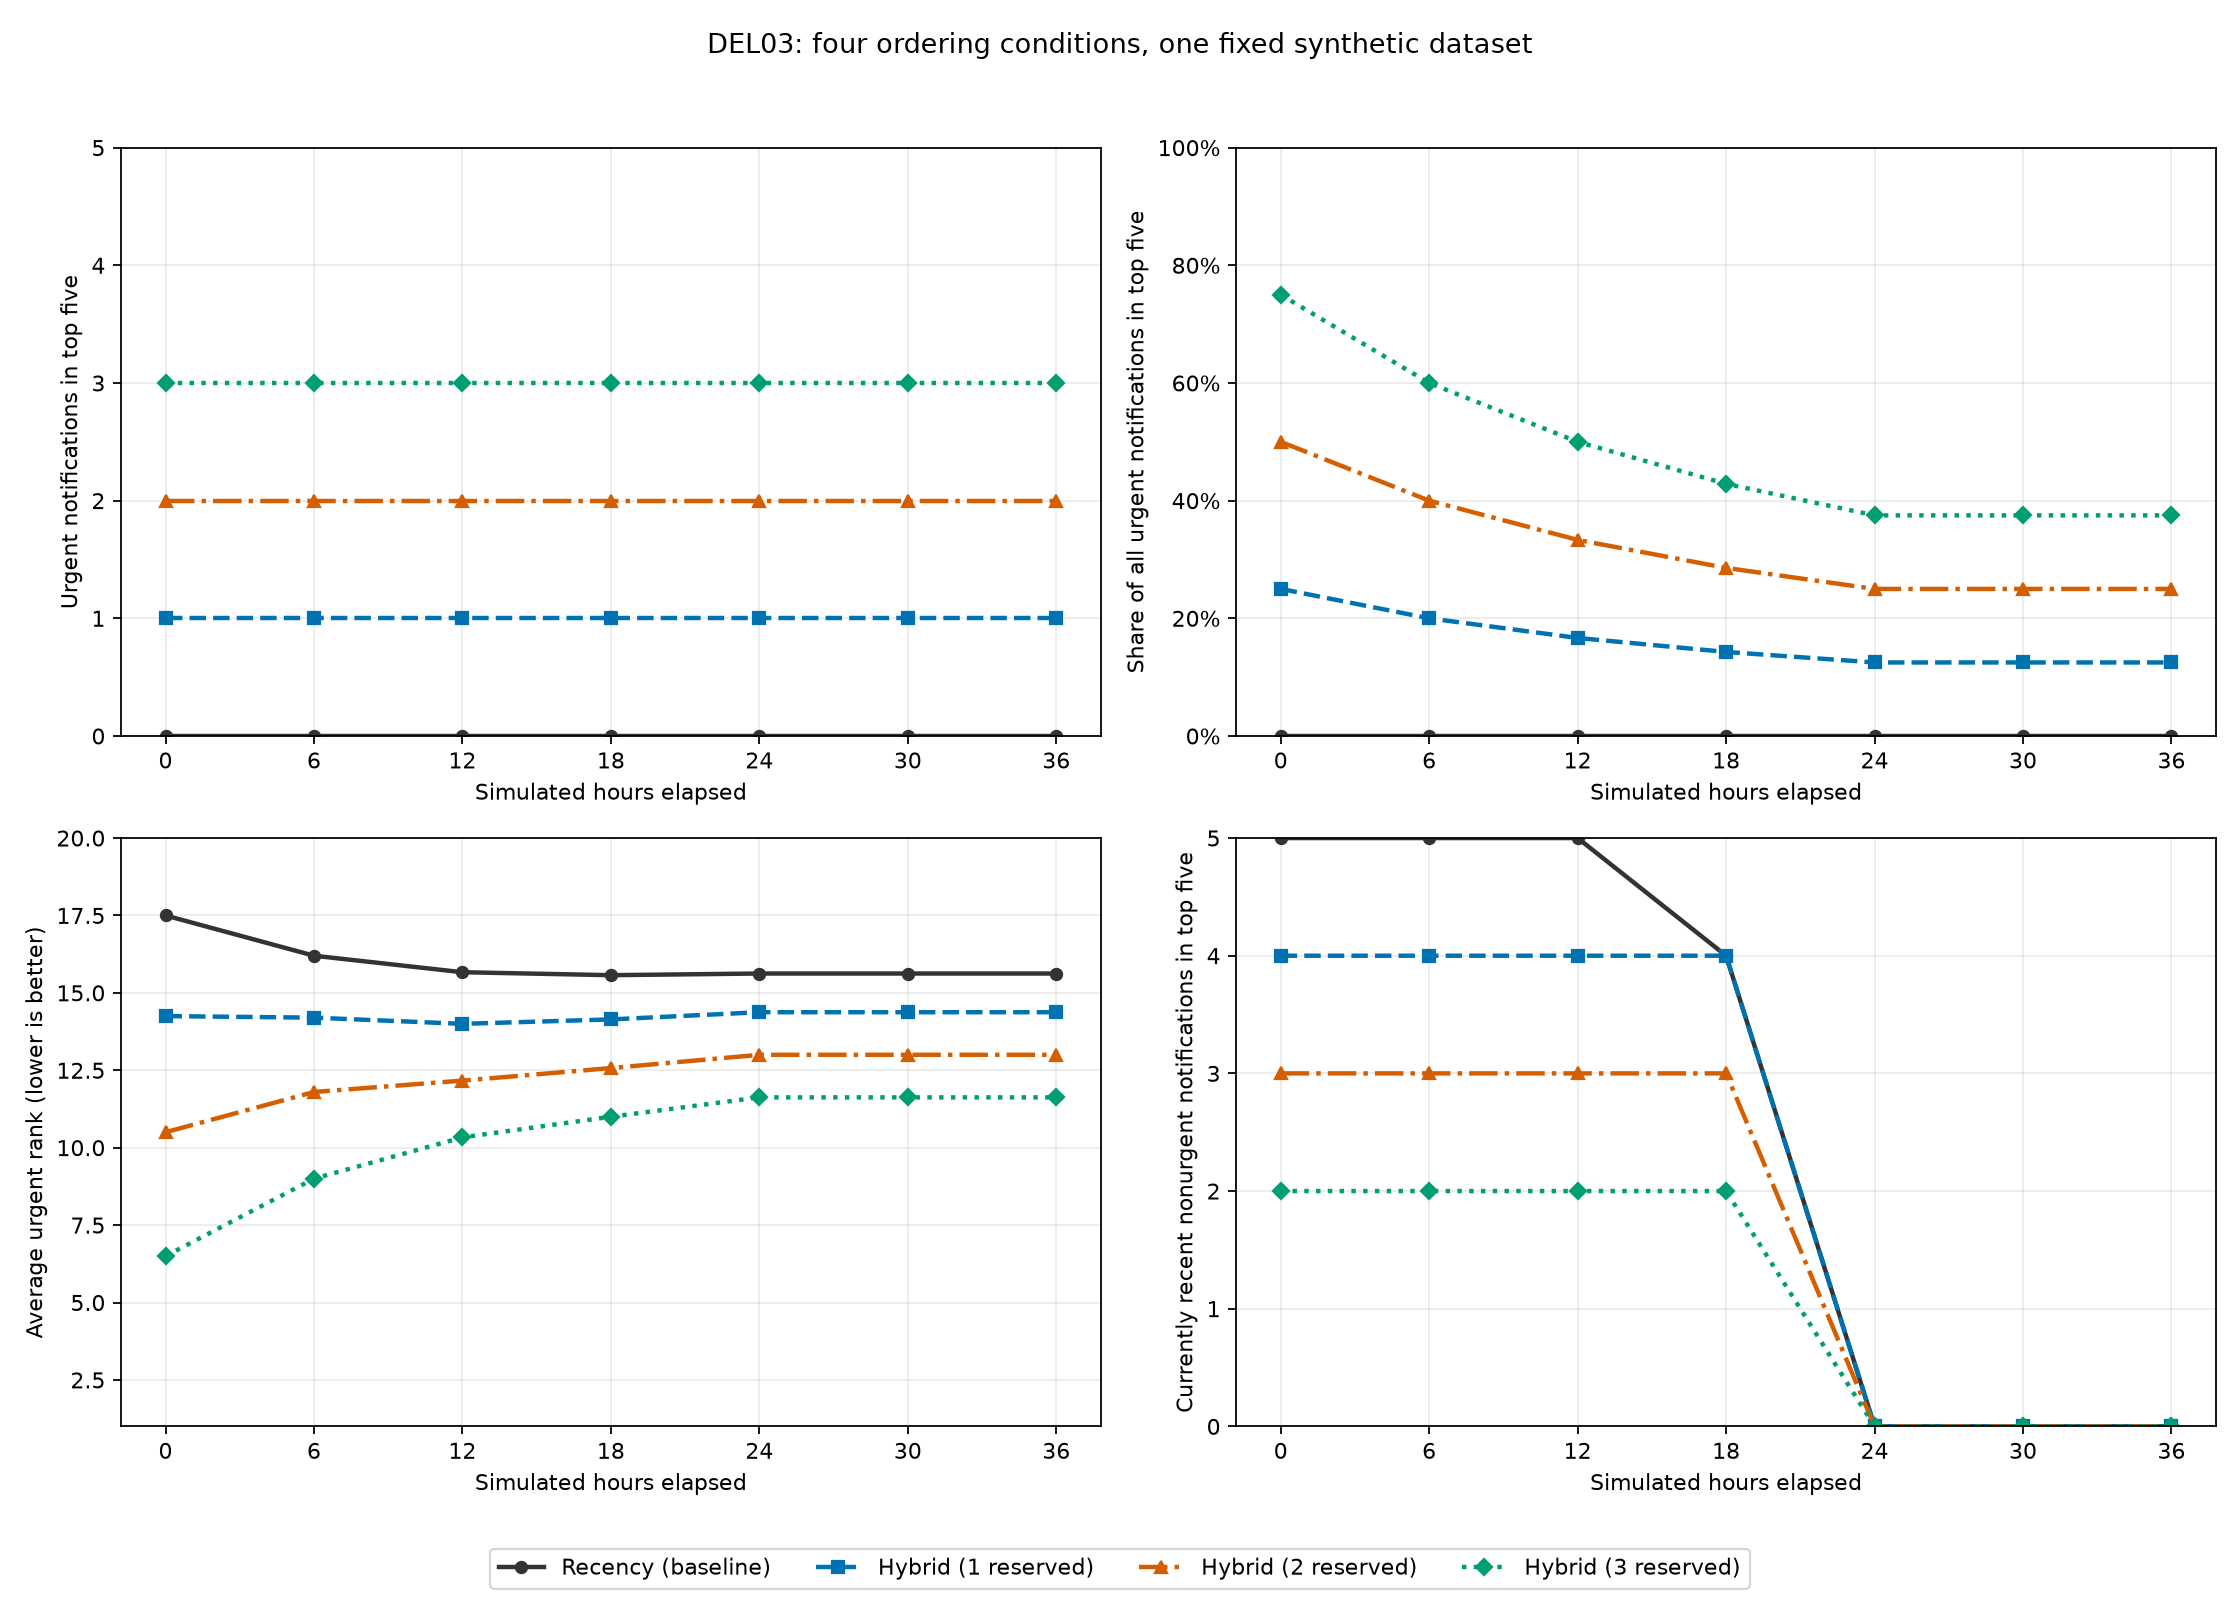 DEL03: four ordering conditions, one fixed synthetic dataset
Urgent notifications in top five
5
4
3
2
1
0
0 6 12 18 24 30 36
Simulated hours elapsed
Share of all urgent notifications in top five
100%
80%
60%
40%
20%
0%
0 6 12 18 24 30 36
Simulated hours elapsed
Average urgent rank (lower is better)
20.0
17.5
15.0
12.5
10.0
7.5
5.0
2.5
0 6 12 18 24 30 36
Simulated hours elapsed
Currently recent nonurgent notifications in top five
5
4
3
2
1
0
0 6 12 18 24 30 36
Simulated hours elapsed
Recency (baseline) Hybrid (1 reserved) Hybrid (2 reserved) Hybrid (3 reserved)